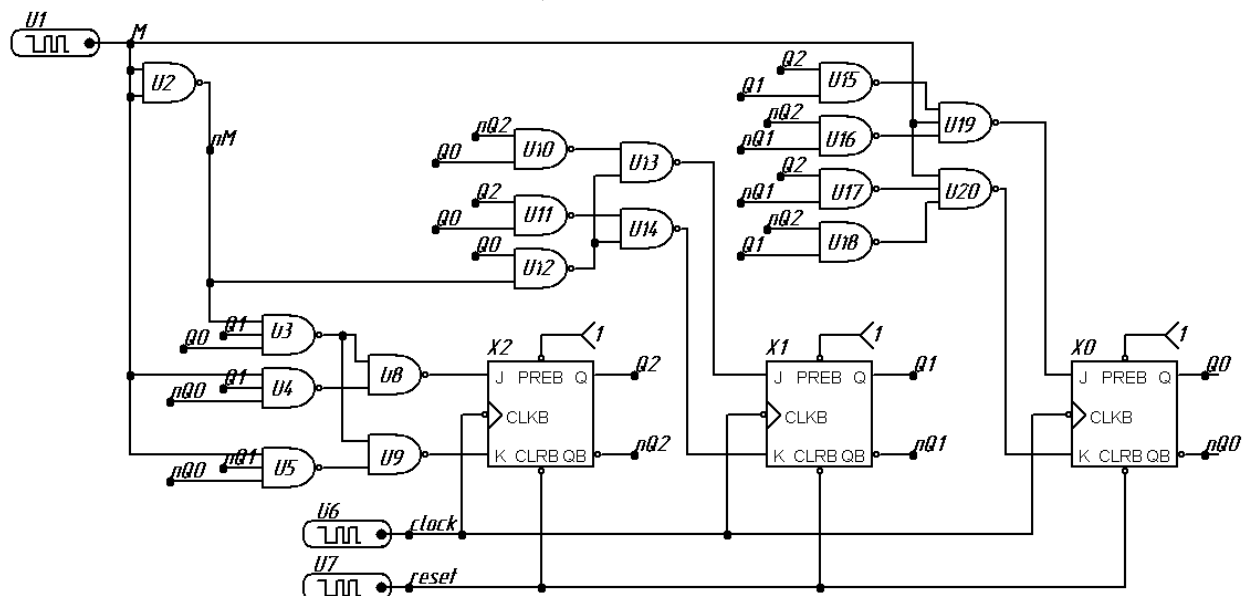 U1
M
U2
nM
Q2
Q1
U15
nQ2
nQ1
U16
U19
Q2
nQ1
U17
U20
nQ2
Q1
U18
nQ2
Q0
U10
U13
Q2
Q0
U11
U14
Q0
U12
Q1
Q0
U3
Q1
nQ0
U4
U8
nQ1
nQ0
U5
U9
X2
1
J PREB Q
CLKB
K CLRB QB
Q2
nQ2
X1
1
J PREB Q
CLKB
K CLRB QB
Q1
nQ1
X0
1
J PREB Q
CLKB
K CLRB QB
Q0
nQ0
U6
clock
U7
reset